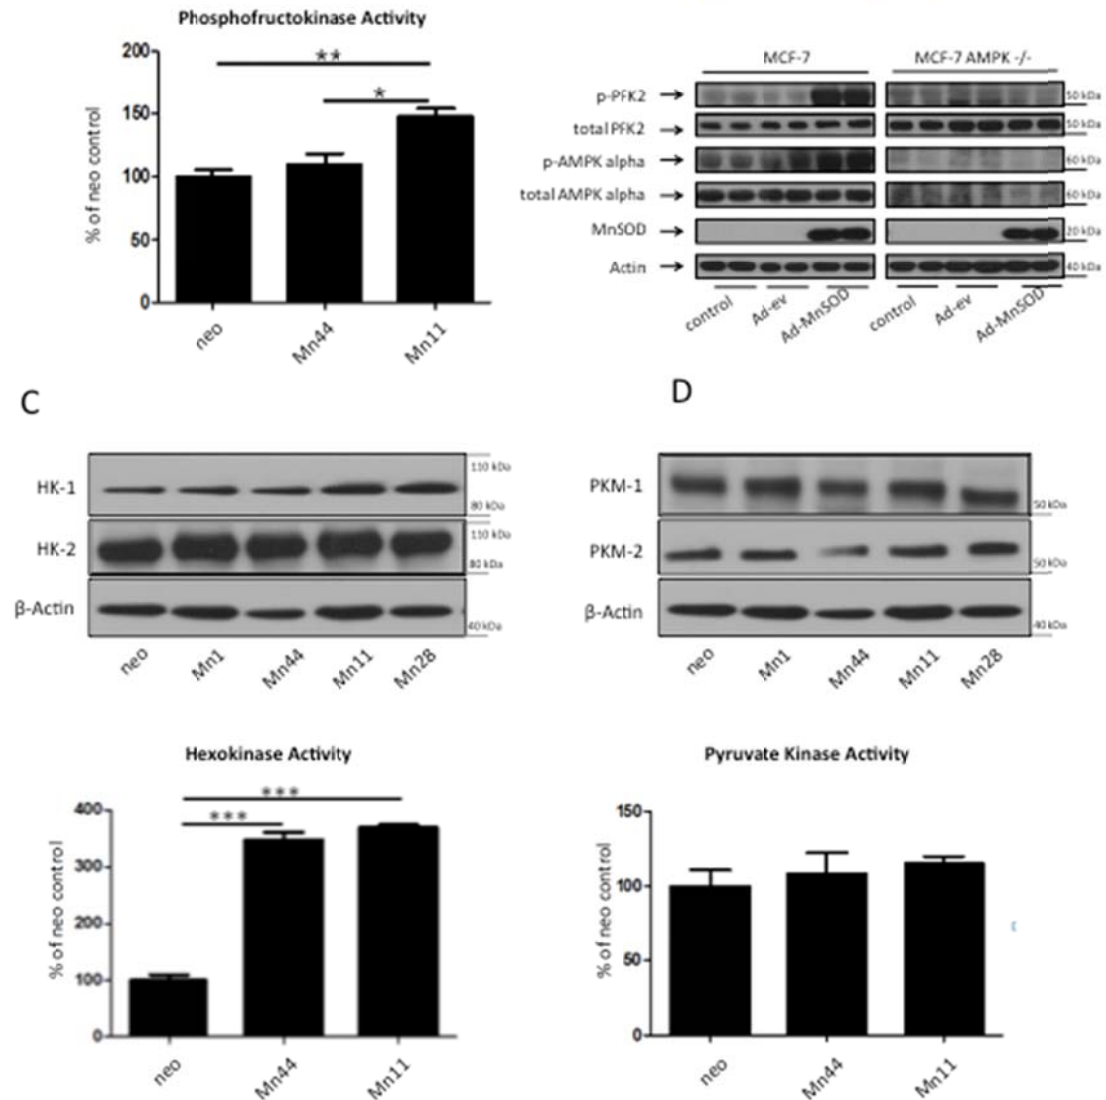 Phosphofructokinase Activity
200
150
100
50
0
% of neo control
**
*
neo
Mn44
Mn11
MCF-7
MCF-7 AMPK -/-
p-PFK2
50 kDa
total PFK2
50 kDa
p-AMPK alpha
60 kDa
total AMPK alpha
60 kDa
MnSOD
20 kDa
Actin
40 kDa
control
Ad-ev
Ad-MnSOD
control
Ad-ev
Ad-MnSOD
C
HK-1
110 kDa
80 kDa
HK-2
110 kDa
80 kDa
β-Actin
40 kDa
neo
Mn1
Mn44
Mn11
Mn28
Hexokinase Activity
400
300
200
100
0
% of neo control
***
***
neo
Mn44
Mn11
D
PKM-1
50 kDa
PKM-2
50 kDa
β-Actin
40 kDa
neo
Mn1
Mn44
Mn11
Mn28
Pyruvate Kinase Activity
150
100
50
0
% of neo control
neo
Mn44
Mn11